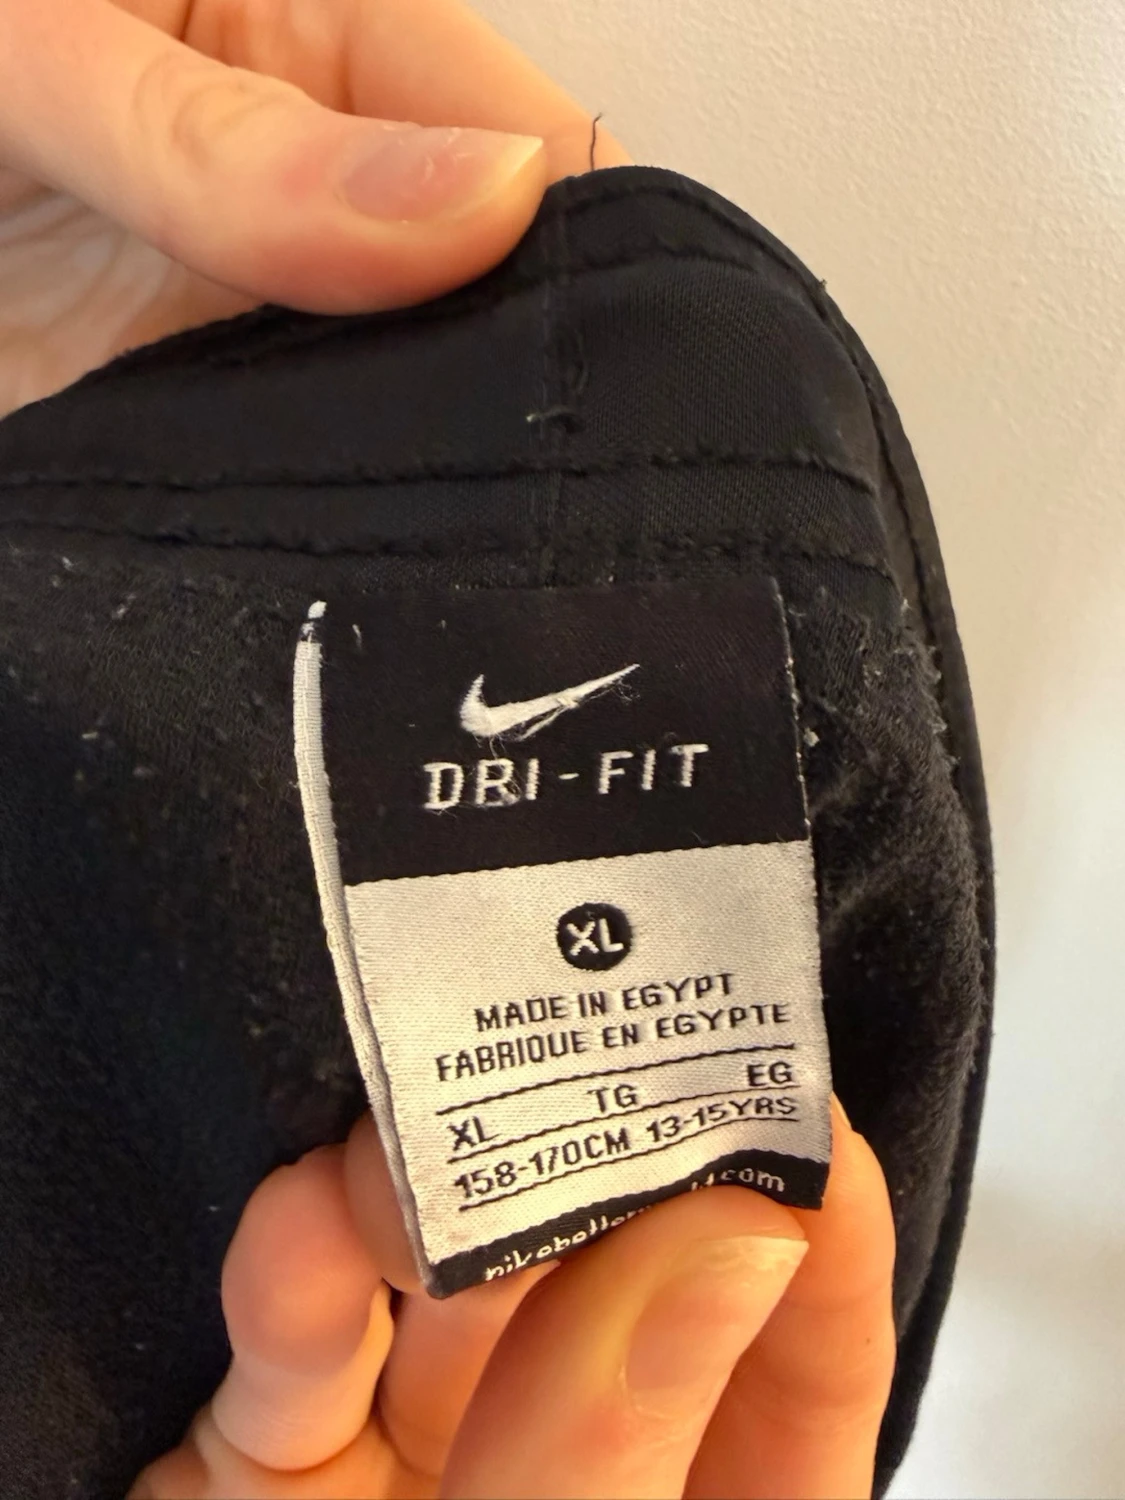 DRI-FIT
XL
MADE IN EGYPT
FABRIQUE EN EGYPTE
XL TG EG
158-170CM 13-15YRS